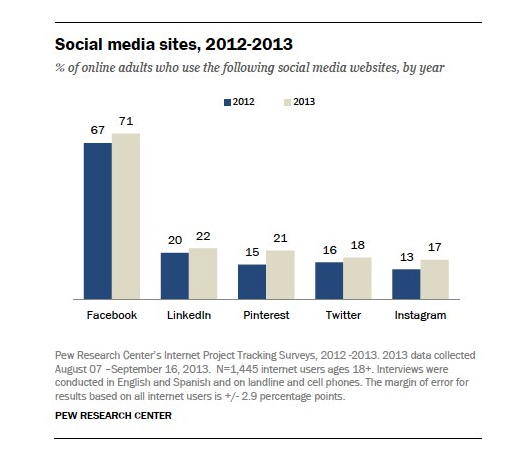 Social media sites, 2012-2013
% of online adults who use the following social media websites, by year
2012 2013
67 71 20 22 15 21 16 18 13 17
Facebook LinkedIn Pinterest Twitter Instagram
Pew Research Center's Internet Project Tracking Surveys, 2012 -2013. 2013 data collected
August 07 –September 16, 2013. N=1,445 internet users ages 18+. Interviews were
conducted in English and Spanish and on landline and cell phones. The margin of error for
results based on all internet users is +/- 2.9 percentage points.
PEW RESEARCH CENTER